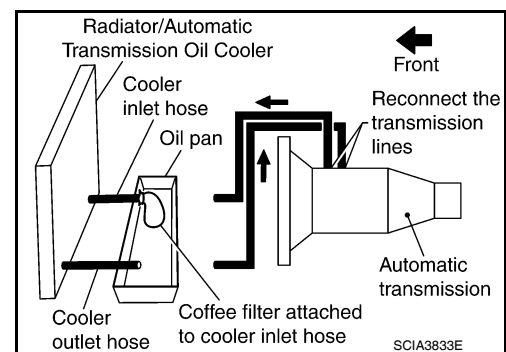 Radiator/Automatic
Transmission Oil Cooler
Front
Cooler
inlet hose
Reconnect the
transmission
lines
Oil pan
Automatic
transmission
Coffee filter attached
to cooler inlet hose
Cooler
outlet hose
SCIA3833E